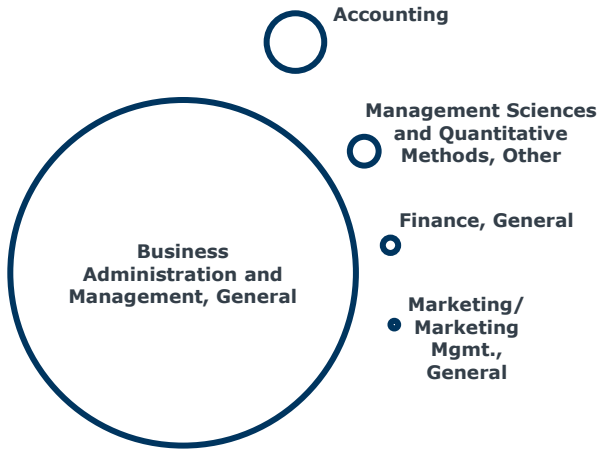 Accounting
Management Sciences
and Quantitative
Methods, Other
Finance, General
Business
Administration and
Management, General
Marketing/
Marketing
Mgmt.,
General